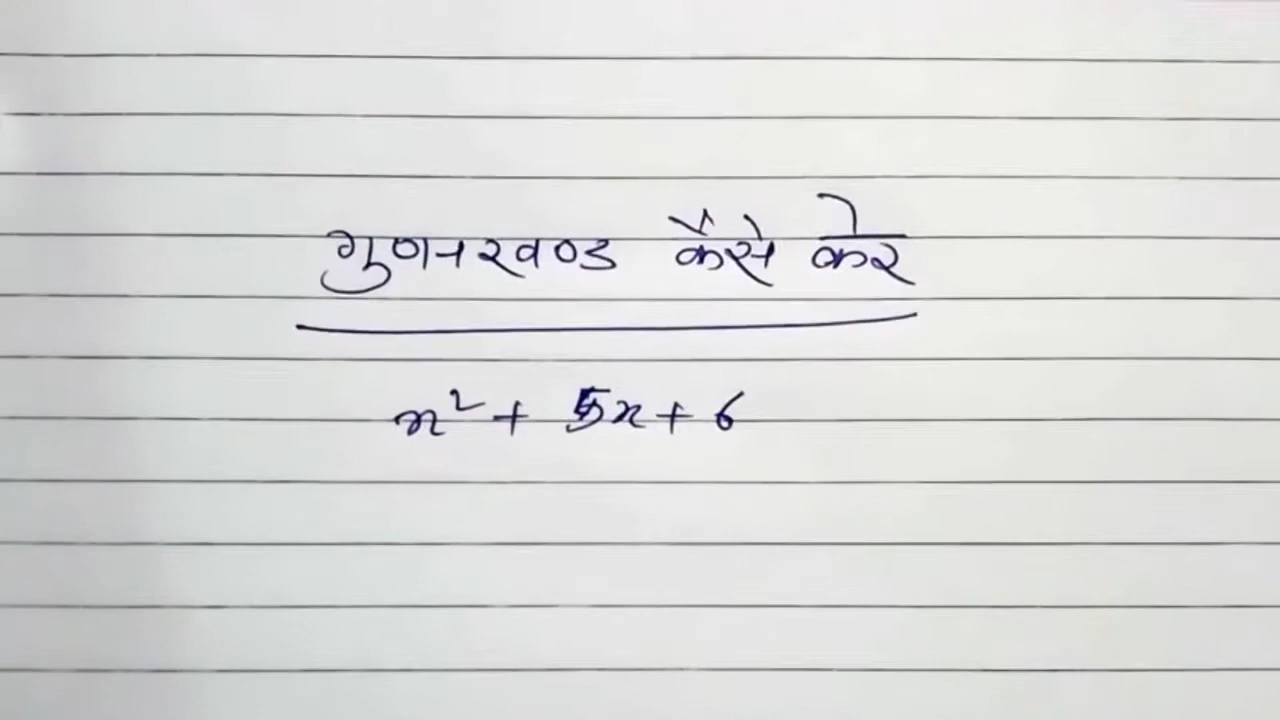 गुणनखण्ड कैसे करे
x² + 5x + 6